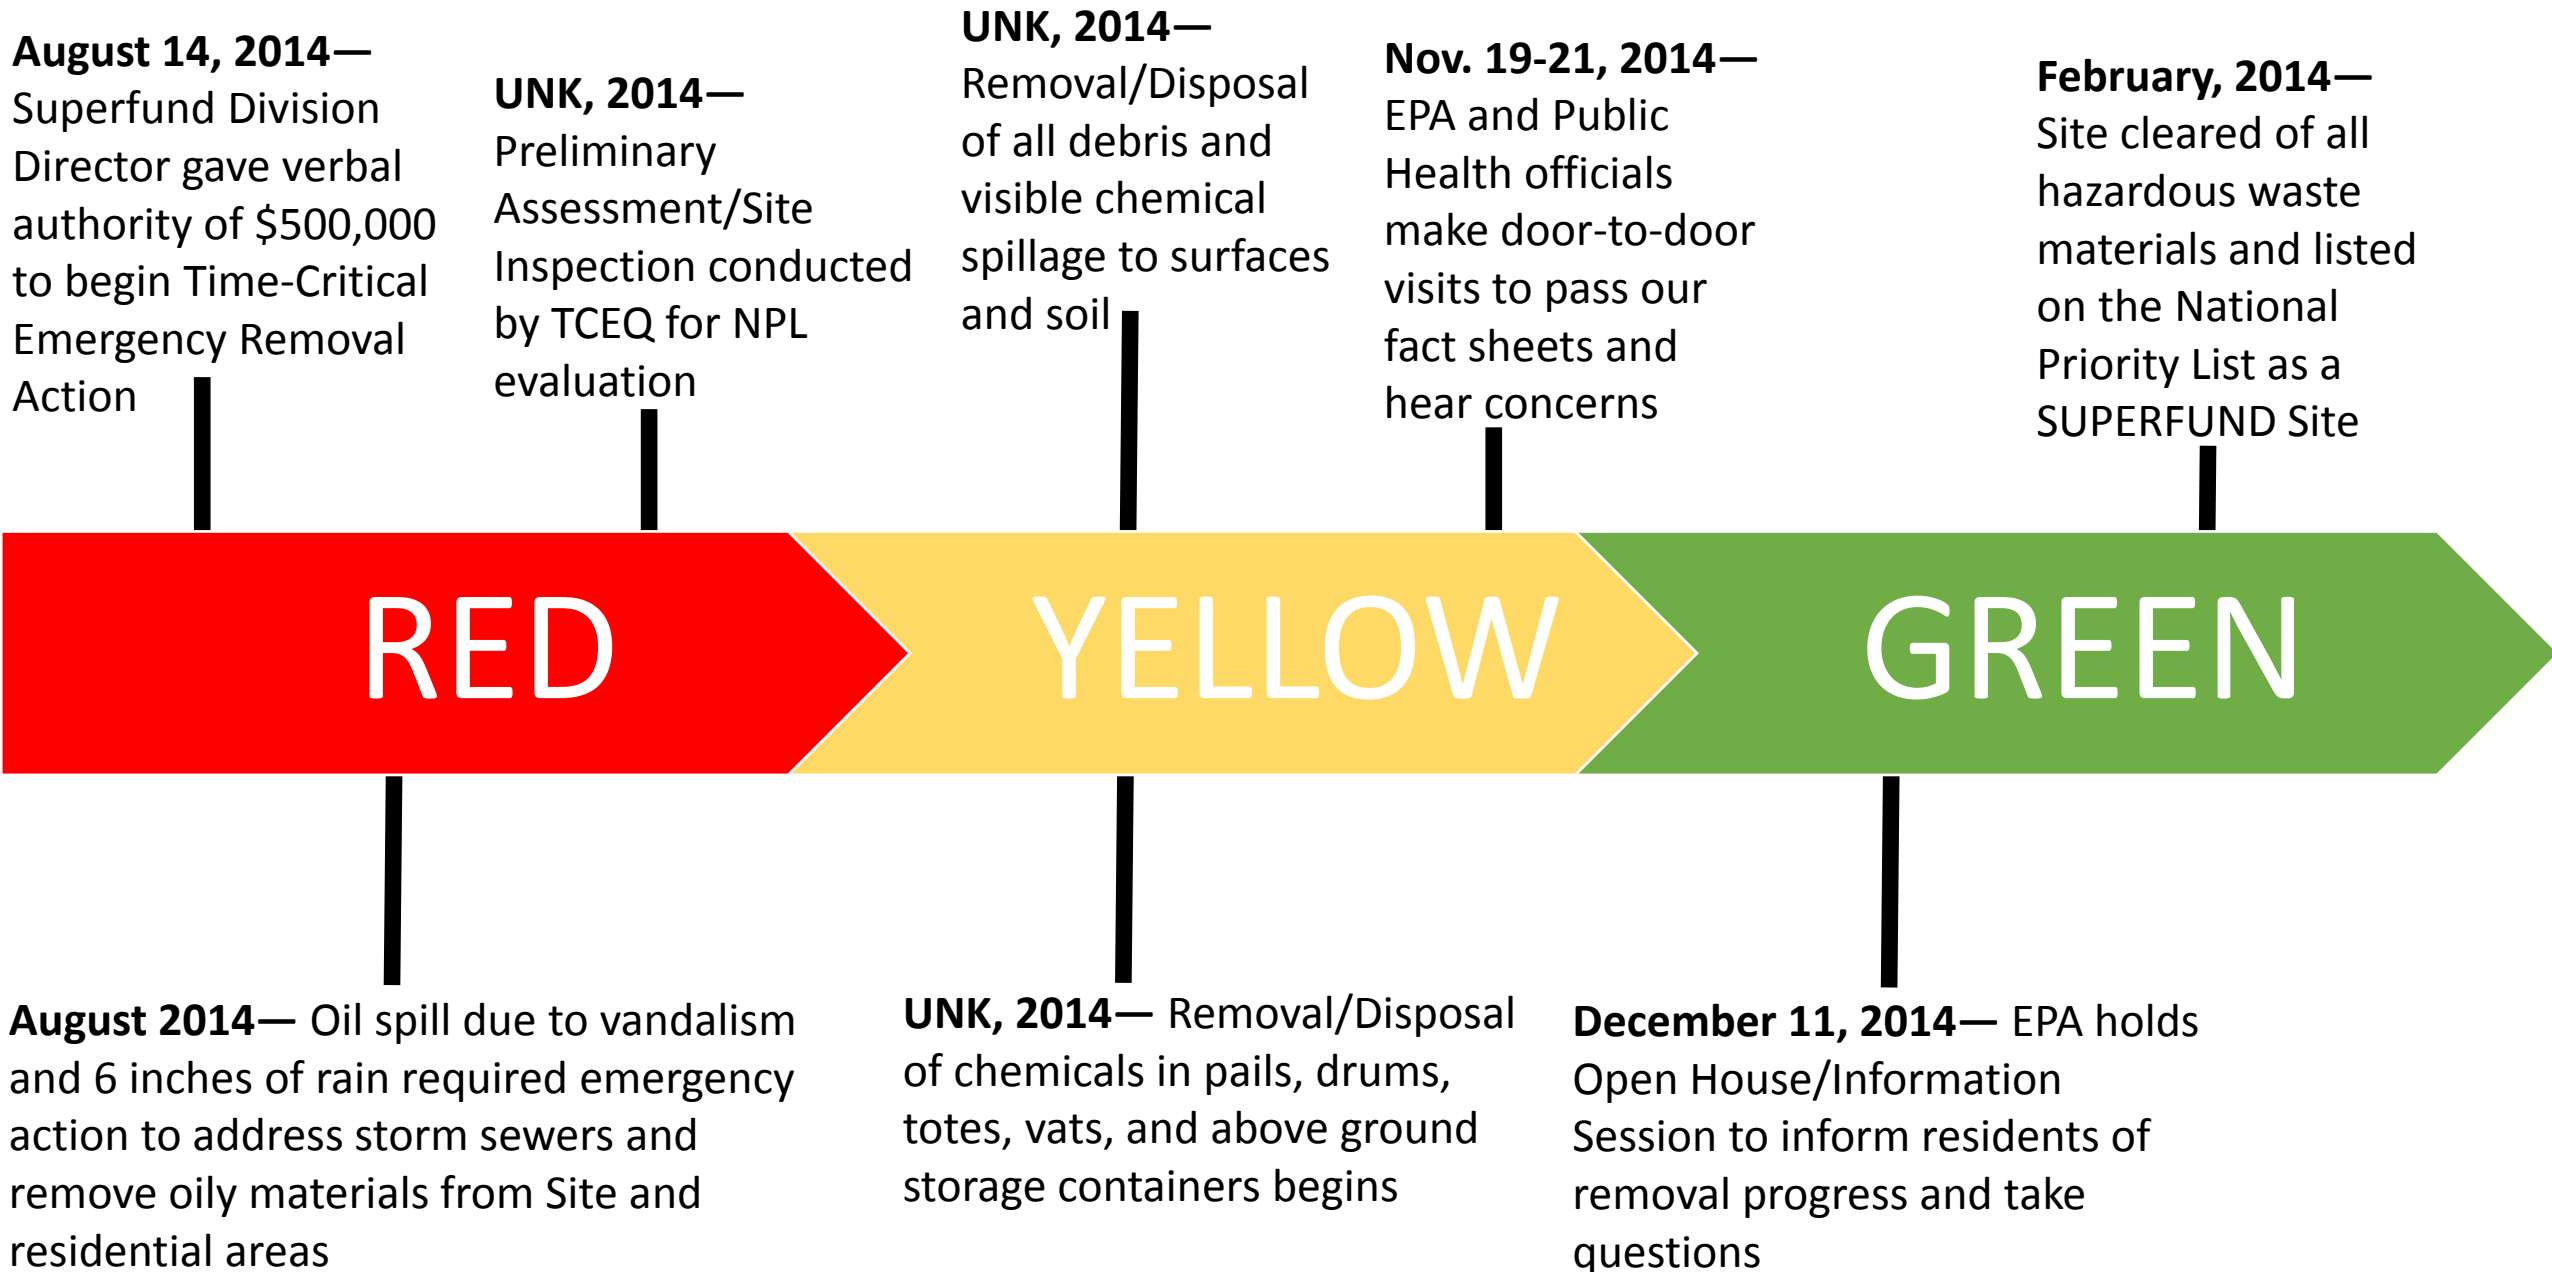 August 14, 2014—
Superfund Division
Director gave verbal
authority of $500,000
to begin Time-Critical
Emergency Removal
Action
UNK, 2014—
Preliminary
Assessment/Site
Inspection conducted
by TCEQ for NPL
evaluation
UNK, 2014—
Removal/Disposal
of all debris and
visible chemical
spillage to surfaces
and soil
Nov. 19-21, 2014—
EPA and Public
Health officials
make door-to-door
visits to pass our
fact sheets and
hear concerns
February, 2014—
Site cleared of all
hazardous waste
materials and listed
on the National
Priority List as a
SUPERFUND Site
RED
YELLOW
GREEN
August 2014— Oil spill due to vandalism
and 6 inches of rain required emergency
action to address storm sewers and
remove oily materials from Site and
residential areas
UNK, 2014— Removal/Disposal
of chemicals in pails, drums,
totes, vats, and above ground
storage containers begins
December 11, 2014— EPA holds
Open House/Information
Session to inform residents of
removal progress and take
questions